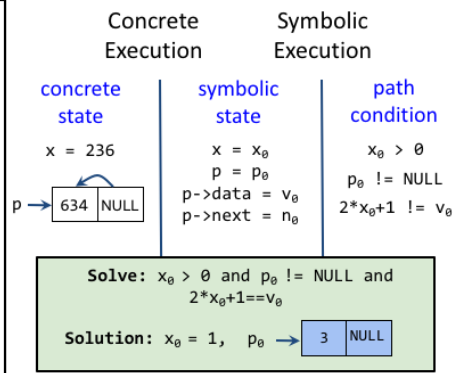 Concrete Execution
Symbolic Execution
concrete state
symbolic state
path condition
x = 236
p
634 NULL
x = x₀
p = p₀
p->data = v₀
p->next = n₀
x₀ > 0
p₀ != NULL
2*x₀+1 != v₀
Solve: x₀ > 0 and p₀ != NULL and
2*x₀+1==v₀
Solution: x₀ = 1, p₀ 3 NULL